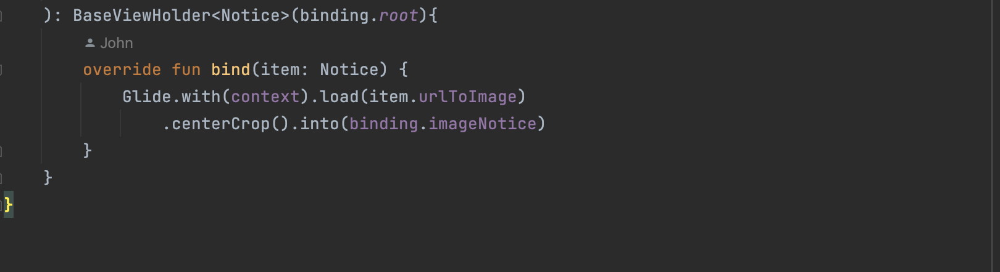 ): BaseViewHolder<Notice>(binding.root){
John
override fun bind(item: Notice) {
Glide.with(context).load(item.urlToImage)
.centerCrop().into(binding.imageNotice)
}
}
}